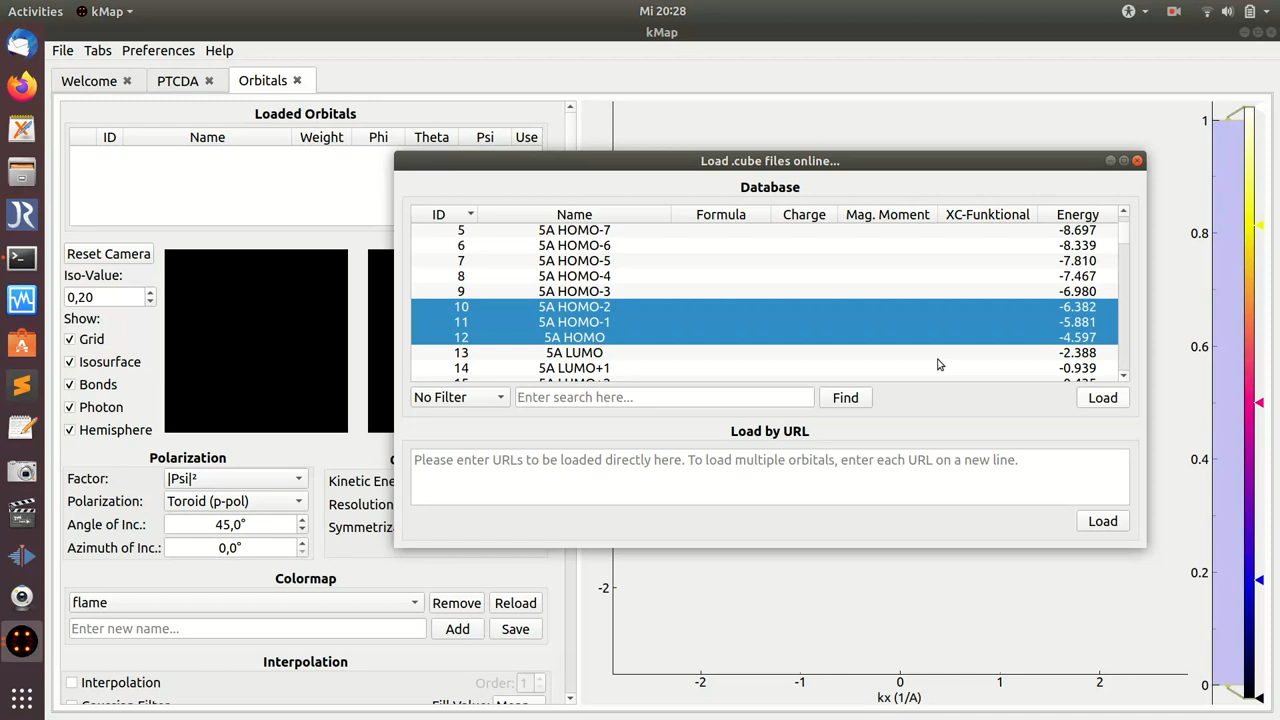 Activities kMap Mi 20:28
kMap
File Tabs Preferences Help
Welcome PTCDA Orbitals
Loaded Orbitals
ID Name Weight Phi Theta Psi Use
Reset Camera
Iso-Value:
0,20
Show:
Grid
Isosurface
Bonds
Photon
Hemisphere
Polarization
Factor: |Psi|²
Polarization: Toroid (p-pol)
Angle of Inc.: 45,0°
Azimuth of Inc.: 0,0°
Kinetic Ene
Resolution
Symmetriz
Colormap
flame Remove Reload
Enter new name... Add Save
Interpolation
Interpolation Order: 1
Load .cube files online...
Database
ID Name Formula Charge Mag. Moment XC-Funktional Energy
5 5A HOMO-7 -8.697
6 5A HOMO-6 -8.339
7 5A HOMO-5 -7.810
8 5A HOMO-4 -7.467
9 5A HOMO-3 -6.980
10 5A HOMO-2 -6.382
11 5A HOMO-1 -5.881
12 5A HOMO -4.597
13 5A LUMO -2.388
14 5A LUMO+1 -0.939
No Filter Enter search here... Find Load
Load by URL
Please enter URLs to be loaded directly here. To load multiple orbitals, enter each URL on a new line.
Load
-2
-2 -1 0 1 2
kx (1/A)
1
0.8
0.6
0.4
0.2
0